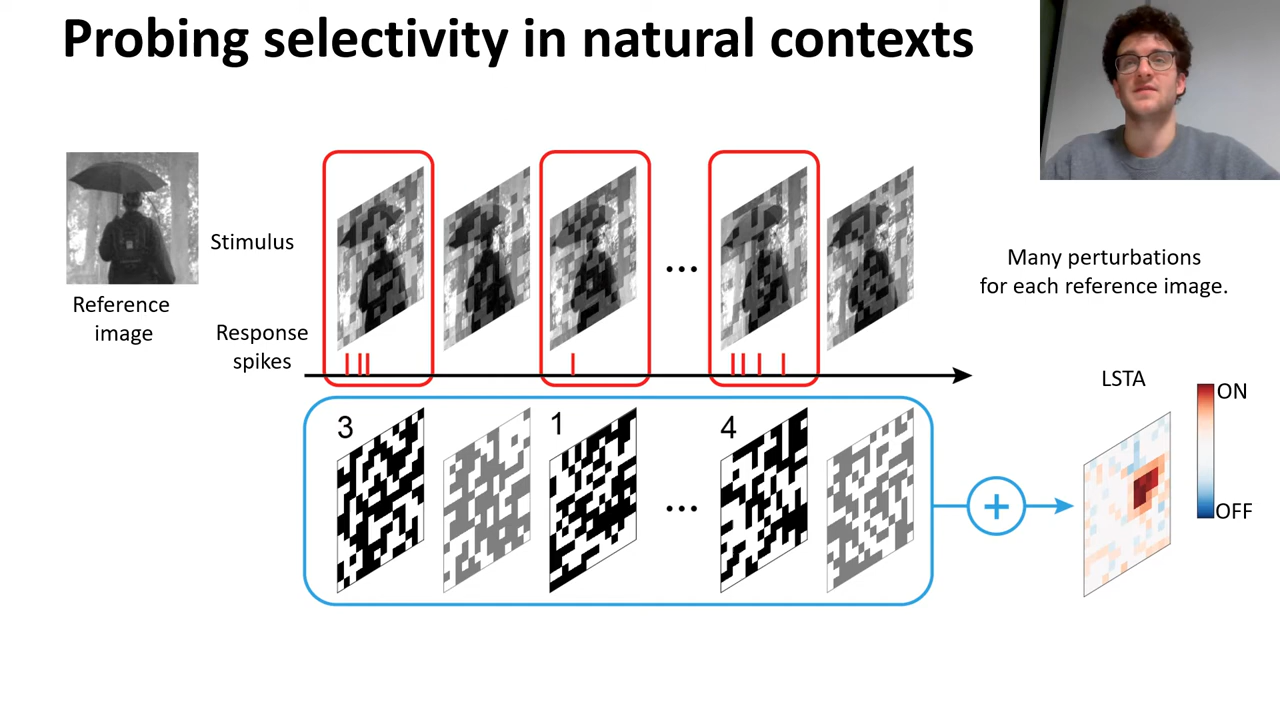 Probing selectivity in natural contexts
Stimulus
Reference
image
Response
spikes
Many perturbations
for each reference image.
...
3
1
4
...
+
LSTA
ON
OFF